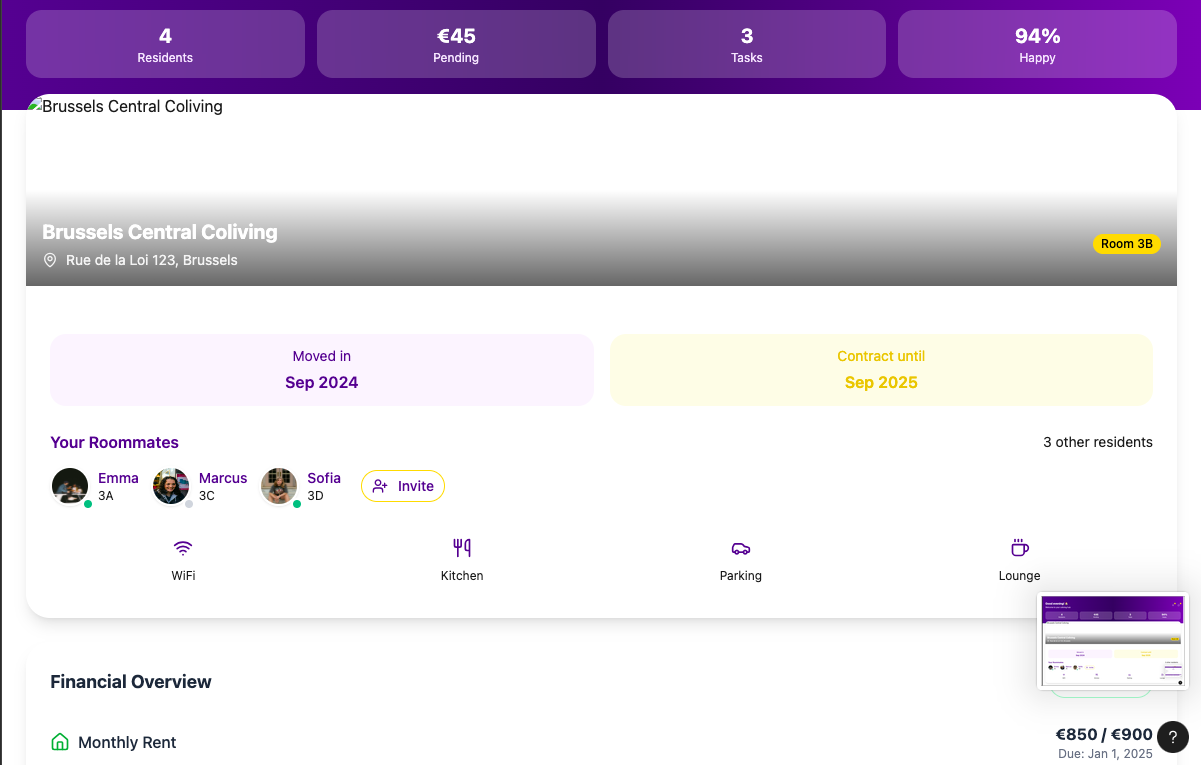 4
Residents
€45
Pending
3
Tasks
94%
Happy
Brussels Central Coliving
Brussels Central Coliving
Rue de la Loi 123, Brussels
Room 3B
Moved in
Sep 2024
Contract until
Sep 2025
Your Roommates
3 other residents
Emma
3A
Marcus
3C
Sofia
3D
Invite
WiFi
Kitchen
Parking
Lounge
Financial Overview
Monthly Rent
€850 / €900
Due: Jan 1, 2025
?